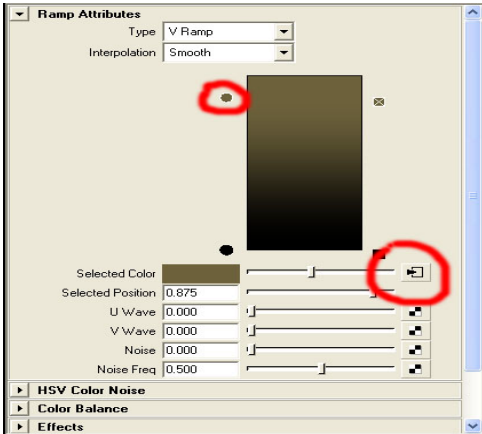 Ramp Attributes
Type V Ramp
Interpolation Smooth
Selected Color
Selected Position 0.875
U Wave 0.000
V Wave 0.000
Noise 0.000
Noise Freq 0.500
HSV Color Noise
Color Balance
Effects